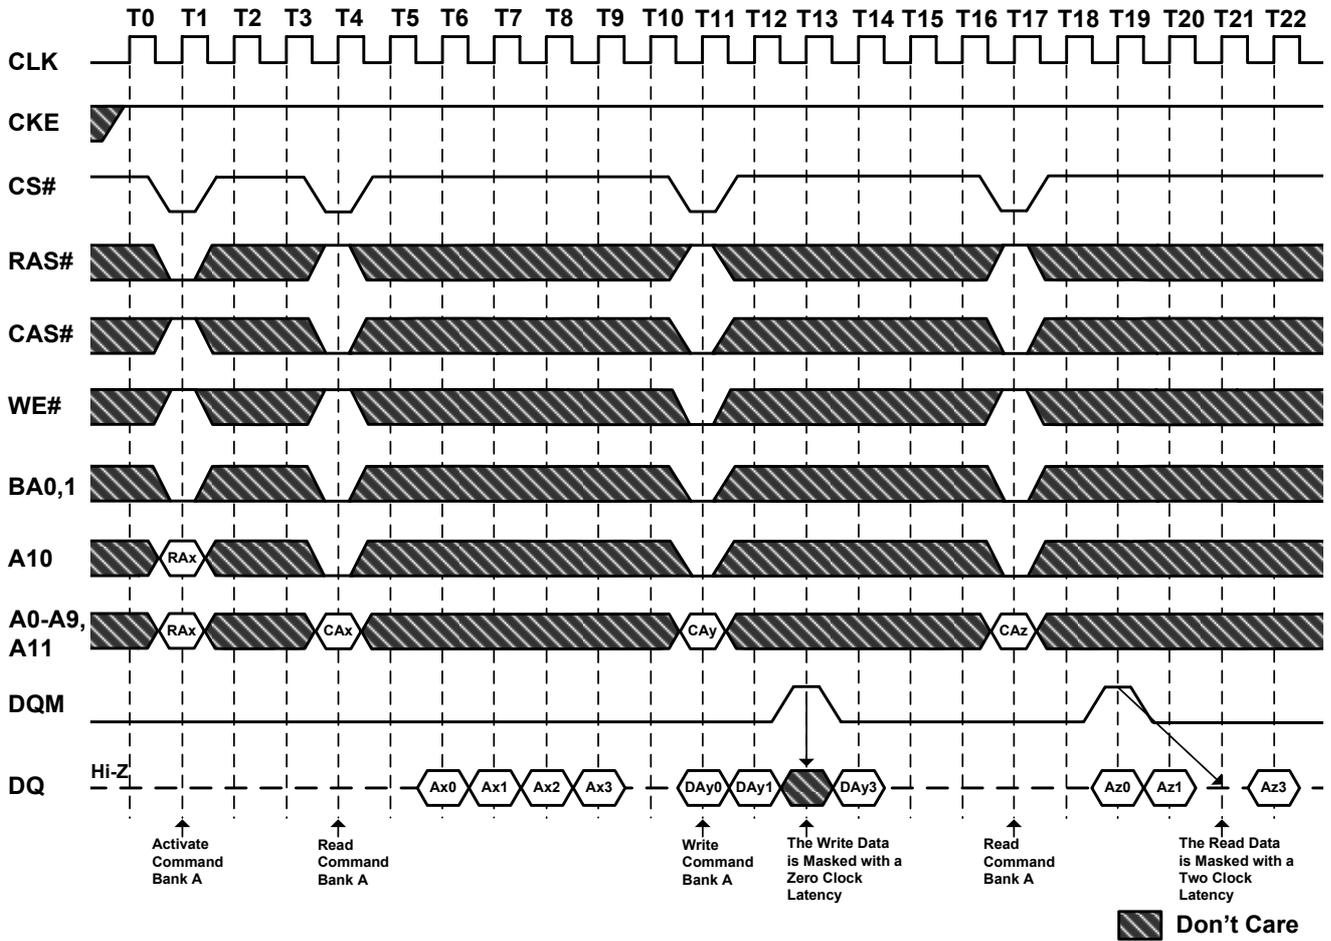 T0 T1 T2 T3 T4 T5 T6 T7 T8 T9 T10 T11 T12 T13 T14 T15 T16 T17 T18 T19 T20 T21 T22
CLK
CKE
CS#
RAS#
CAS#
WE#
BA0,1
A10 RAx
A0-A9,
A11
RAx CAx CAy CAz
DQM
Hi-Z
DQ
Ax0 Ax1 Ax2 Ax3 DAy0 DAy1 DAy3 Az0 Az1 Az3
Activate
Command
Bank A
Read
Command
Bank A
Write
Command
Bank A
The Write Data
is Masked with a
Zero Clock
Latency
Read
Command
Bank A
The Read Data
is Masked with a
Two Clock
Latency
Don't Care